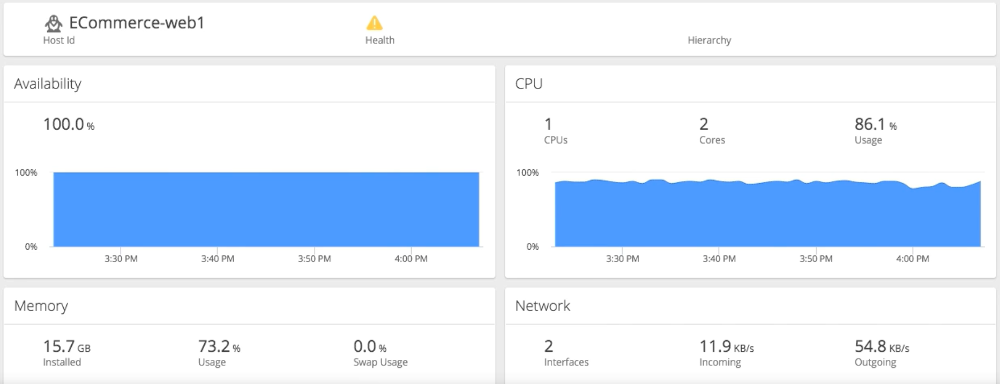 ECommerce-web1
Host Id
Health
Hierarchy
Availability
100.0 %
100%
0%
3:30 PM 3:40 PM 3:50 PM 4:00 PM
CPU
1 2 86.1 %
CPUs Cores Usage
100%
0%
3:30 PM 3:40 PM 3:50 PM 4:00 PM
Memory
15.7 GB 73.2 % 0.0 %
Installed Usage Swap Usage
Network
2 11.9 KB/s 54.8 KB/s
Interfaces Incoming Outgoing